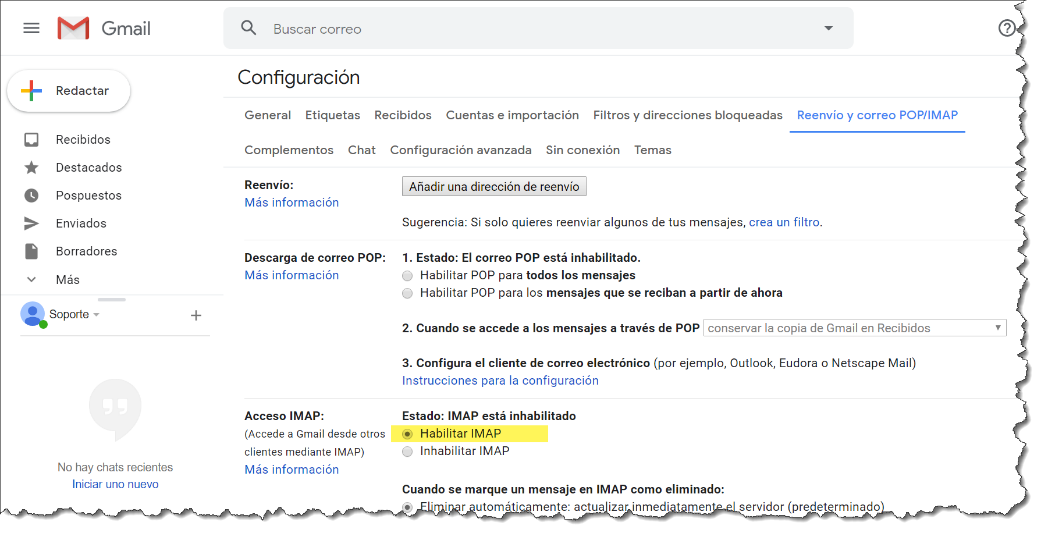 Gmail
Buscar correo
Redactar
Recibidos
Destacados
Pospuestos
Enviados
Borradores
Más
Soporte
No hay chats recientes
Iniciar uno nuevo
Configuración
General Etiquetas Recibidos Cuentas e importación Filtros y direcciones bloqueadas Reenvío y correo POP/IMAP
Complementos Chat Configuración avanzada Sin conexión Temas
Reenvío:
Más información
Añadir una dirección de reenvío
Sugerencia: Si solo quieres reenviar algunos de tus mensajes, crea un filtro.
Descarga de correo POP:
Más información
1. Estado: El correo POP está inhabilitado.
Habilitar POP para todos los mensajes
Habilitar POP para los mensajes que se reciban a partir de ahora
2. Cuando se accede a los mensajes a través de POP conservar la copia de Gmail en Recibidos
3. Configura el cliente de correo electrónico (por ejemplo, Outlook, Eudora o Netscape Mail)
Instrucciones para la configuración
Acceso IMAP:
(Accede a Gmail desde otros
clientes mediante IMAP)
Más información
Estado: IMAP está inhabilitado
Habilitar IMAP
Inhabilitar IMAP
Cuando se marque un mensaje en IMAP como eliminado:
Eliminar automáticamente: actualizar inmediatamente el servidor (predeterminado)